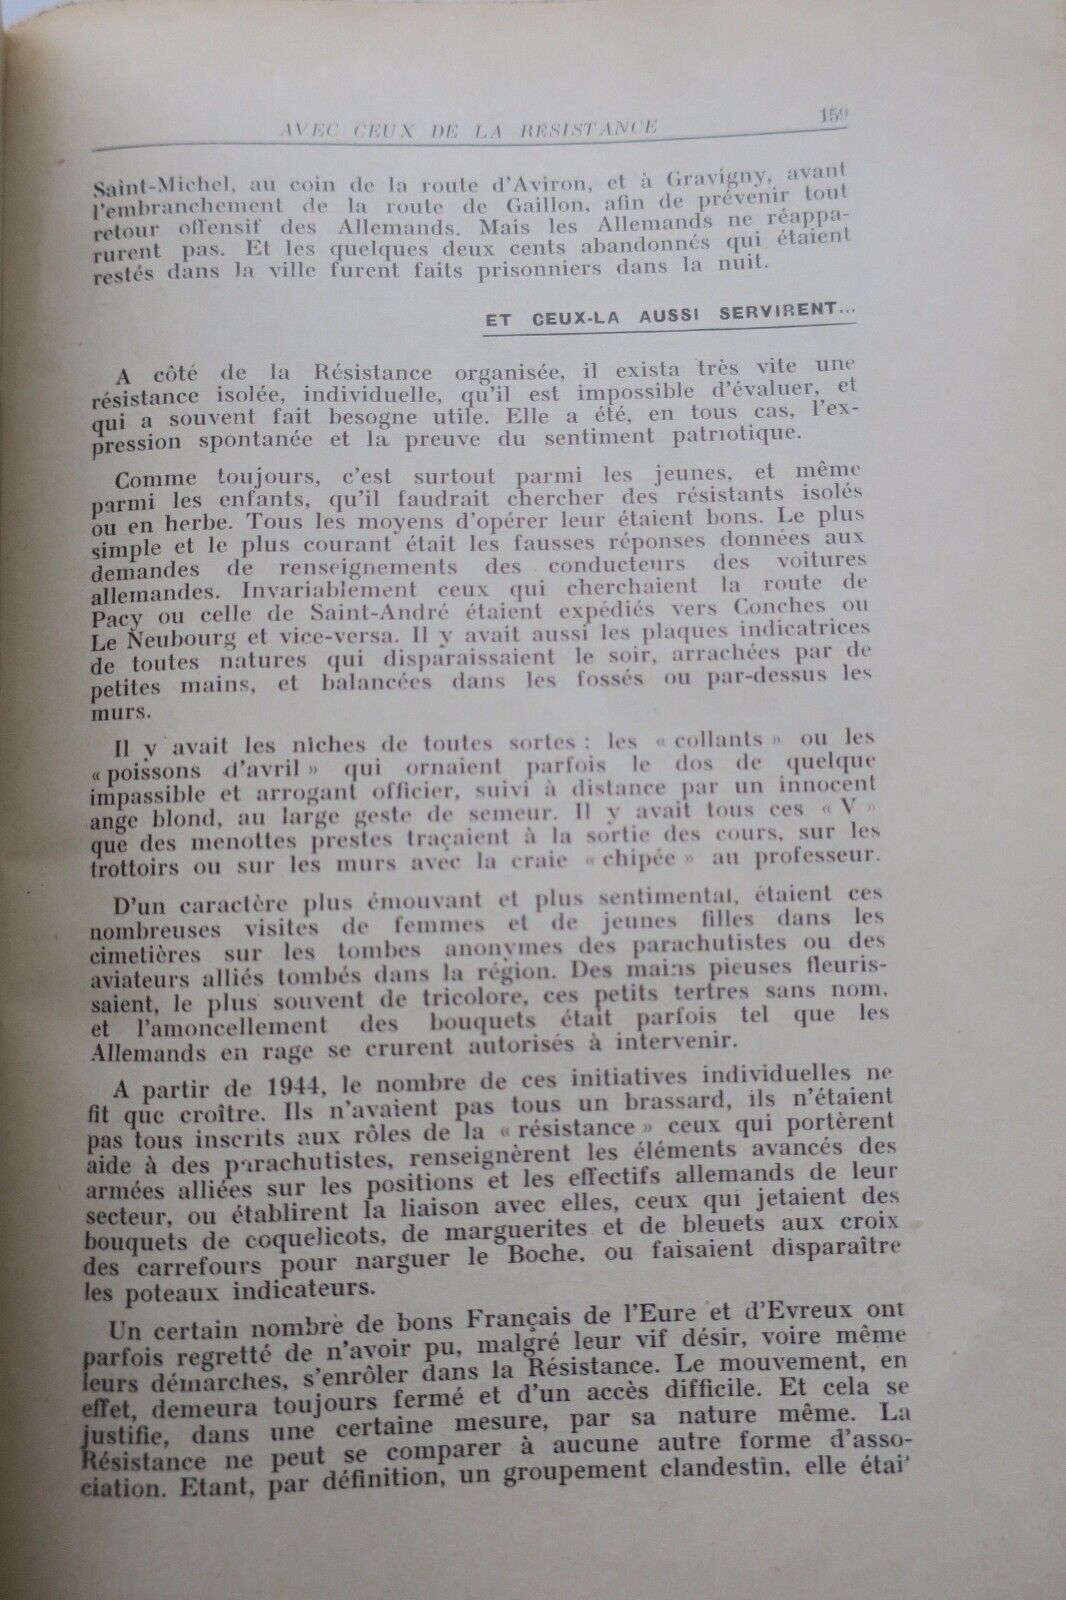 AVEC CEUX DE LA RÉSISTANCE 159
Saint-Michel, au coin de la route d'Aviron, et à Gravigny, avant
l'embranchement de la route de Gaillon, afin de prévenir tout
retour offensif des Allemands. Mais les Allemands ne réappa-
rurent pas. Et les quelques deux cents abandonnés qui étaient
restés dans la ville furent faits prisonniers dans la nuit.
ET CEUX-LA AUSSI SERVIRENT...
A côté de la Résistance organisée, il exista très vite une
résistance isolée, individuelle, qu'il est impossible d'évaluer, et
qui a souvent fait besogne utile. Elle a été, en tous cas, l'ex-
pression spontanée et la preuve du sentiment patriotique.
Comme toujours, c'est surtout parmi les jeunes, et même
parmi les enfants, qu'il faudrait chercher des résistants isolés
ou en herbe. Tous les moyens d'opérer leur étaient bons. Le plus
simple et le plus courant était les fausses réponses données aux
demandes de renseignements des conducteurs des voitures
allemandes. Invariablement ceux qui cherchaient la route de
Pacy ou celle de Saint-André étaient expédiés vers Conches ou
Le Neubourg et vice-versa. Il y avait aussi les plaques indicatrices
de toutes natures qui disparaissaient le soir, arrachées par de
petites mains, et balancées dans les fossés ou par-dessus les
murs.
Il y avait les niches de toutes sortes : les « collants » ou les
« poissons d'avril » qui ornaient parfois le dos de quelque
impassible et arrogant officier, suivi à distance par un innocent
ange blond, au large geste de semeur. Il y avait tous ces « V »
que des menottes prestes traçaient à la sortie des cours, sur les
trottoirs ou sur les murs avec la craie « chipée » au professeur.
D'un caractère plus émouvant et plus sentimental, étaient ces
nombreuses visites de femmes et de jeunes filles dans les
cimetières sur les tombes anonymes des parachutistes ou des
aviateurs alliés tombés dans la région. Des mains pieuses fleuris-
saient, le plus souvent de tricolore, ces petits tertres sans nom,
et l'amoncellement des bouquets était parfois tel que les
Allemands en rage se crurent autorisés à intervenir.
A partir de 1944, le nombre de ces initiatives individuelles ne
fit que croître. Ils n'avaient pas tous un brassard, ils n'étaient
pas tous inscrits aux rôles de la « résistance » ceux qui portèrent
aide à des parachutistes, renseignèrent les éléments avancés des
armées alliées sur les positions et les effectifs allemands de leur
secteur, ou établirent la liaison avec elles, ceux qui jetaient des
bouquets de coquelicots, de marguerites et de bleuets aux croix
des carrefours pour narguer le Boche, ou faisaient disparaître
les poteaux indicateurs.
Un certain nombre de bons Français de l'Eure et d'Evreux ont
parfois regretté de n'avoir pu, malgré leur vif désir, voire même
leurs démarches, s'enrôler dans la Résistance. Le mouvement, en
effet, demeura toujours fermé et d'un accès difficile. Et cela se
justifie, dans une certaine mesure, par sa nature même. La
Résistance ne peut se comparer à aucune autre forme d'asso-
ciation. Etant, par définition, un groupement clandestin, elle étai'